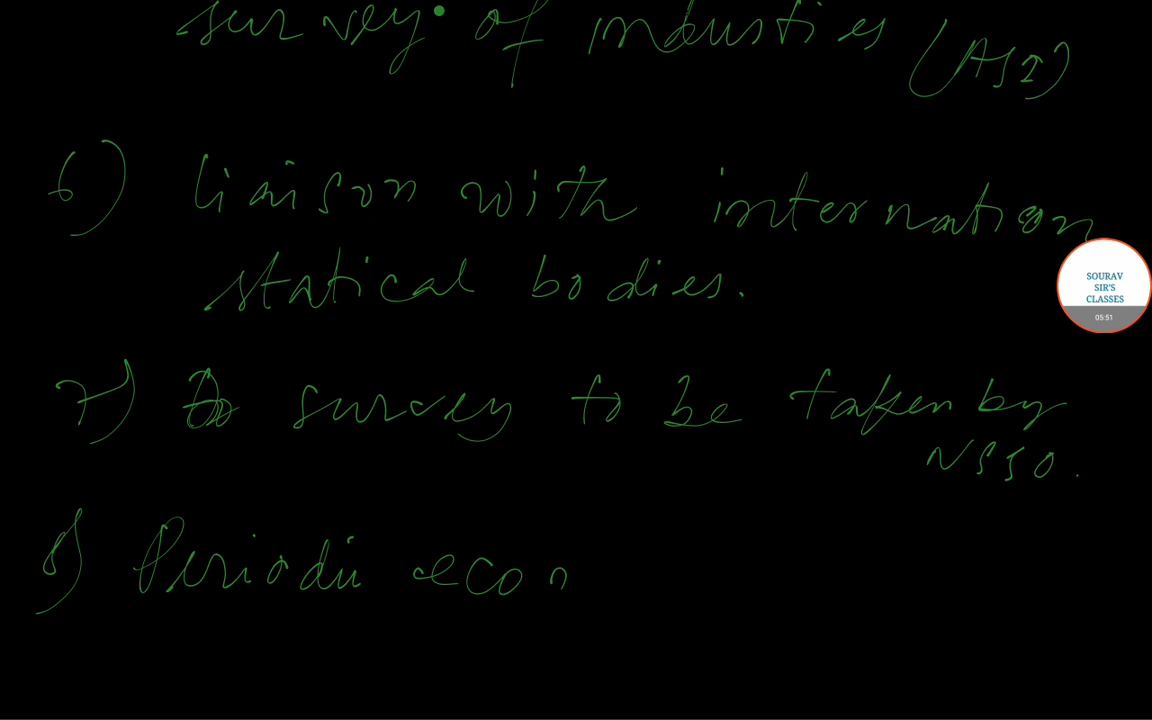 survey of industies (ASI)
6) liaison with internation
statical bodies.
SOURAV
SIR'S
CLASSES
05:51
7) survey to be taken by
NSSO.
8) Periodic econ